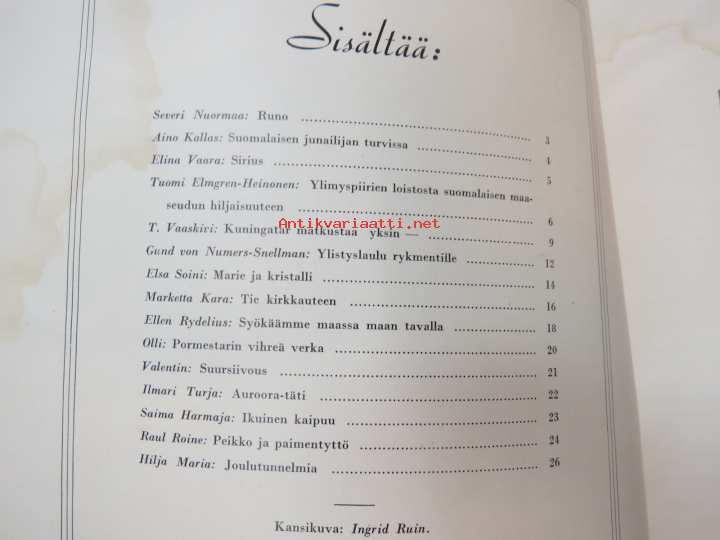 Sisältää:
Severi Nuormaa: Runo 3
Aino Kallas: Suomalaisen junailijan turvissa 4
Elina Vaara: Sirius 5
Tuomi Elmgren-Heinonen: Ylimyspiirien loistosta suomalaisen maa-
seudun hiljaisuuteen 6
Antikvariaatti.net
T. Vaaskivi: Kuningatar matkustaa yksin — 9
Gund von Numers-Snellman: Ylistyslaulu rykmentille 12
Elsa Soini: Marie ja kristalli 14
Marketta Kara: Tie kirkkauteen 16
Ellen Rydelius: Syökäämme maassa maan tavalla 18
Olli: Pormestarin vihreä verka 20
Valentin: Suursiivous 21
Ilmari Turja: Auroora-täti 22
Saima Harmaja: Ikuinen kaipuu 23
Raul Roine: Peikko ja paimentyttö 24
Hilja Maria: Joulutunnelmia 26
Kansikuva: Ingrid Ruin.